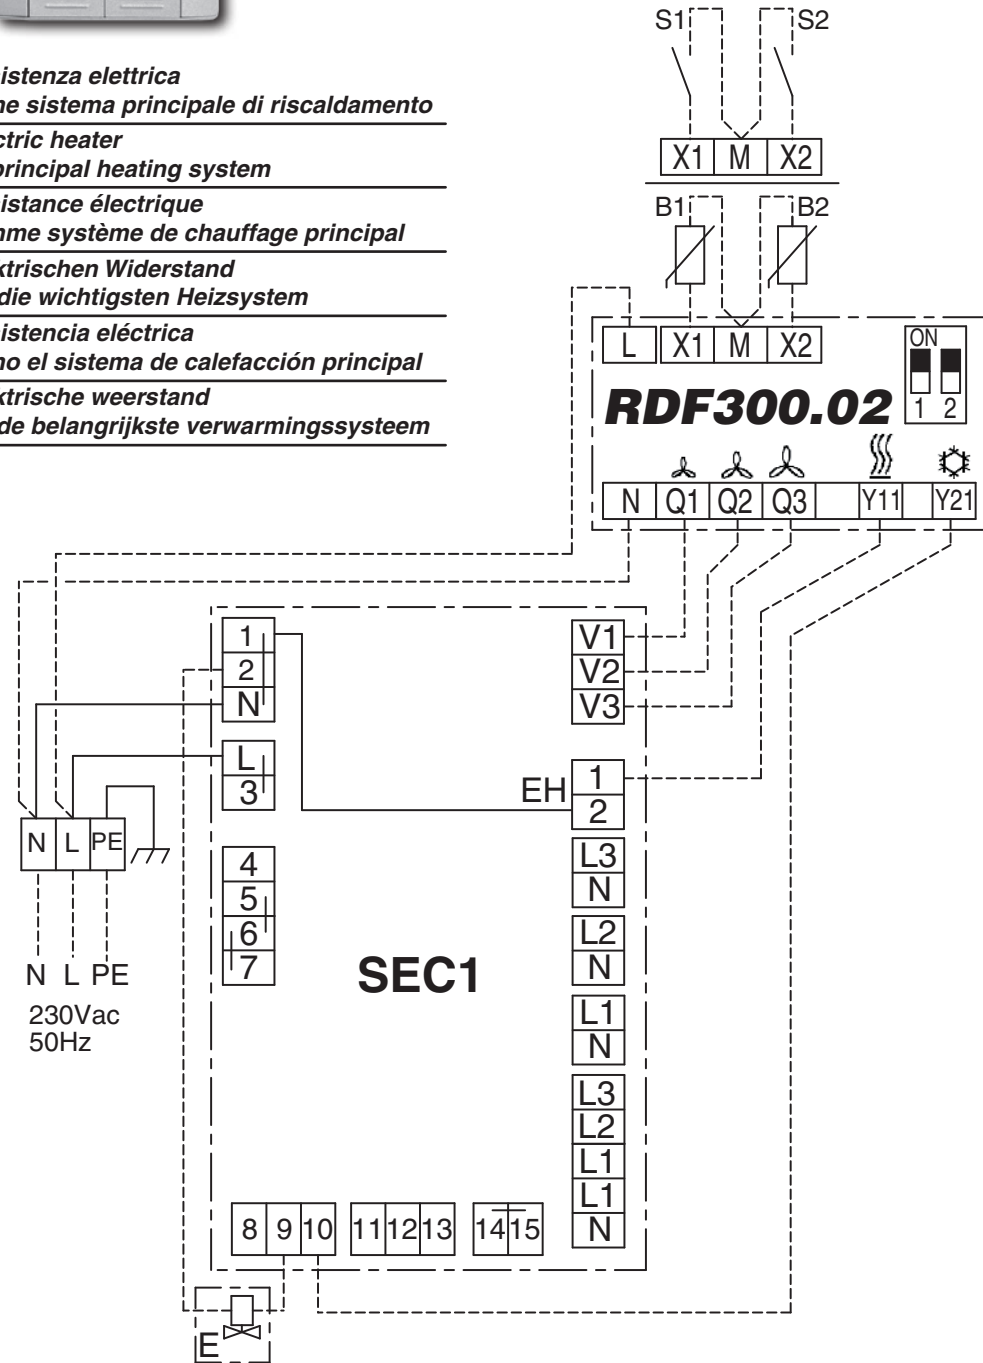 istenza elettrica
ne sistema principale di riscaldamento
ctric heater
principal heating system
istance électrique
mme système de chauffage principal
ktrischen Widerstand
die wichtigsten Heizsystem
istencia eléctrica
no el sistema de calefacción principal
ktrische weerstand
de belangrijkste verwarmingssysteem
S1 S2
X1 M X2
B1 B2
L X1 M X2
ON
1 2
RDF300.02
N Q1 Q2 Q3 Y11 Y21
1
2
N
L
3
4
5
6
7
V1
V2
V3
EH
1
2
L3
N
L2
N
L1
N
L3
L2
L1
L1
N
SEC1
N L PE
N L PE
230Vac
50Hz
8 9 10 11 12 13 14 15
E